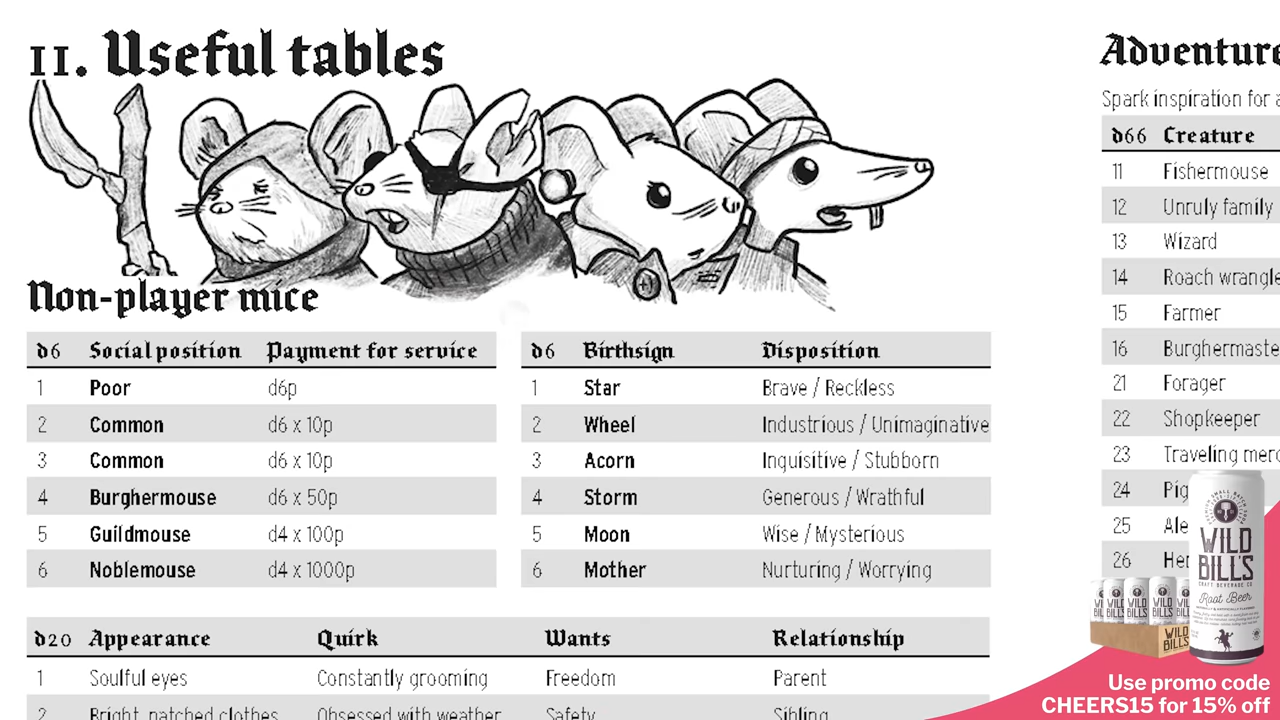 II. Useful tables
Non-player mice
d6 Social position Payment for service
1 Poor d6p
2 Common d6 x 10p
3 Common d6 x 10p
4 Burghermouse d6 x 50p
5 Guildmouse d4 x 100p
6 Noblemouse d4 x 1000p
d6 Birthsign Disposition
1 Star Brave / Reckless
2 Wheel Industrious / Unimaginative
3 Acorn Inquisitive / Stubborn
4 Storm Generous / Wrathful
5 Moon Wise / Mysterious
6 Mother Nurturing / Worrying
d20 Appearance Quirk Wants Relationship
1 Soulful eyes Constantly grooming Freedom Parent
2 Bright, patched clothes Obsessed with weather Safety Sibling
Adventure
Spark inspiration for a
d66 Creature
11 Fishermouse
12 Unruly family
13 Wizard
14 Roach wrangle
15 Farmer
16 Burghermaste
21 Forager
22 Shopkeeper
23 Traveling merc
24 Pig
25 Ale
26 Her
WILD
BILL'S
CRAFT BEVERAGE CO
Root Beer
WILD
BILL'S
Use promo code
CHEERS15 for 15% off